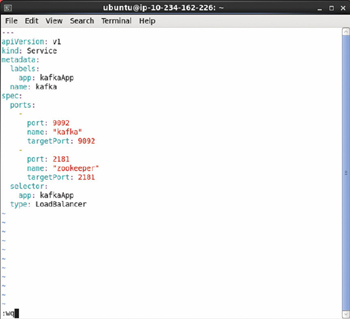 ubuntu@ip-10-234-162-226: ~
File Edit View Search Terminal Help
---
apiVersion: v1
kind: Service
metadata:
  labels:
    app: kafkaApp
  name: kafka
spec:
  ports:
    -
      port: 9092
      name: "kafka"
      targetPort: 9092
    -
      port: 2181
      name: "zookeeper"
      targetPort: 2181
  selector:
    app: kafkaApp
  type: LoadBalancer
~
~
~
~
~
~
~
~
~
~
~
:wq